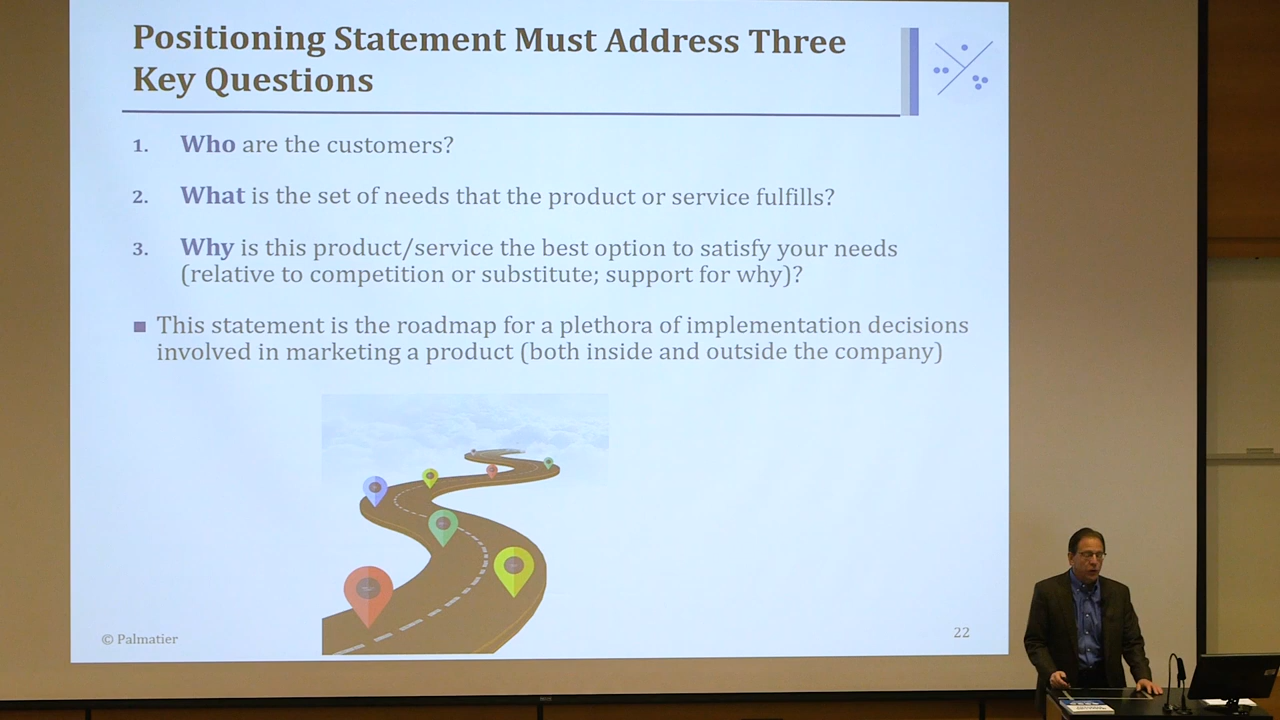 Positioning Statement Must Address Three
Key Questions
1. Who are the customers?
2. What is the set of needs that the product or service fulfills?
3. Why is this product/service the best option to satisfy your needs
(relative to competition or substitute; support for why)?
■ This statement is the roadmap for a plethora of implementation decisions
involved in marketing a product (both inside and outside the company)
© Palmatier
22